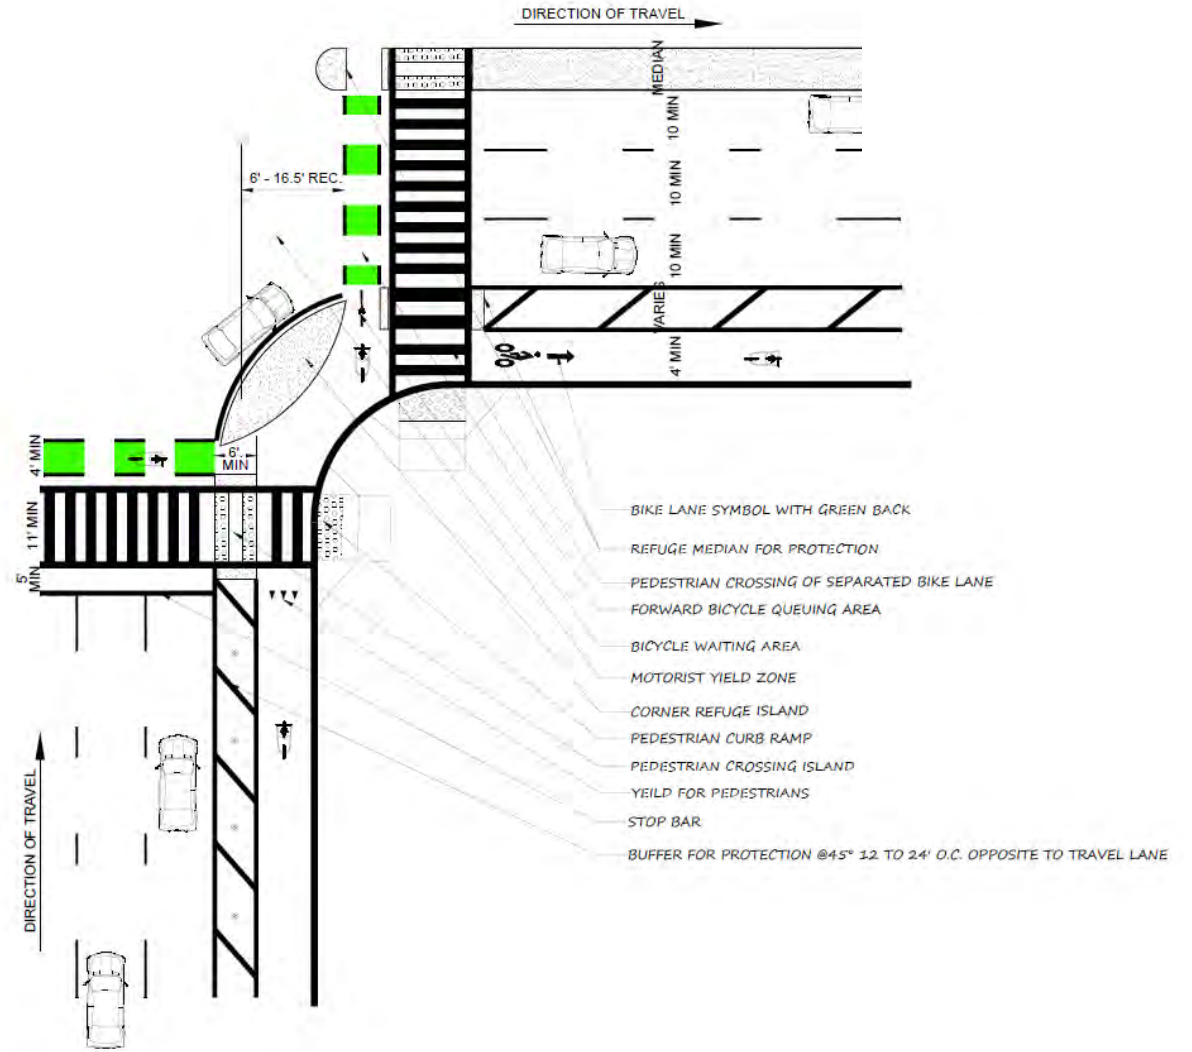 DIRECTION OF TRAVEL
MEDIAN
10 MIN
10 MIN
6' - 16.5' REC.
10 MIN
VARIES
4' MIN
4' MIN
6'.
MIN
11' MIN
5'
MIN
BIKE LANE SYMBOL WITH GREEN BACK
REFUGE MEDIAN FOR PROTECTION
PEDESTRIAN CROSSING OF SEPARATED BIKE LANE
FORWARD BICYCLE QUEUING AREA
BICYCLE WAITING AREA
MOTORIST YIELD ZONE
CORNER REFUGE ISLAND
PEDESTRIAN CURB RAMP
PEDESTRIAN CROSSING ISLAND
YEILD FOR PEDESTRIANS
STOP BAR
BUFFER FOR PROTECTION @45° 12 TO 24' O.C. OPPOSITE TO TRAVEL LANE
DIRECTION OF TRAVEL